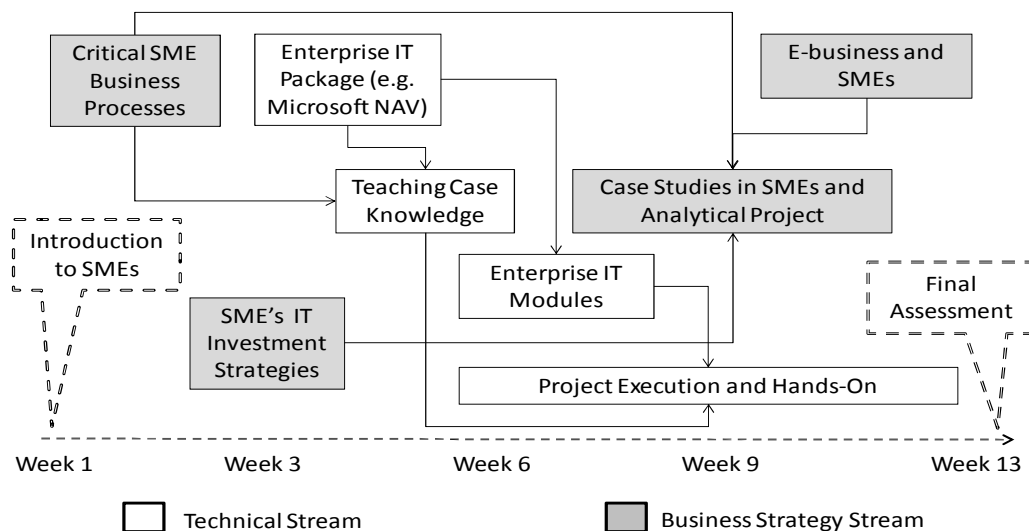 Critical SME
Business
Processes
Enterprise IT
Package (e.g.
Microsoft NAV)
E-business and
SMEs
Teaching Case
Knowledge
Case Studies in SMEs and
Analytical Project
Introduction
to SMEs
Enterprise IT
Modules
Final
Assessment
SME's IT
Investment
Strategies
Project Execution and Hands-On
Week 1
Week 3
Week 6
Week 9
Week 13
Technical Stream
Business Strategy Stream